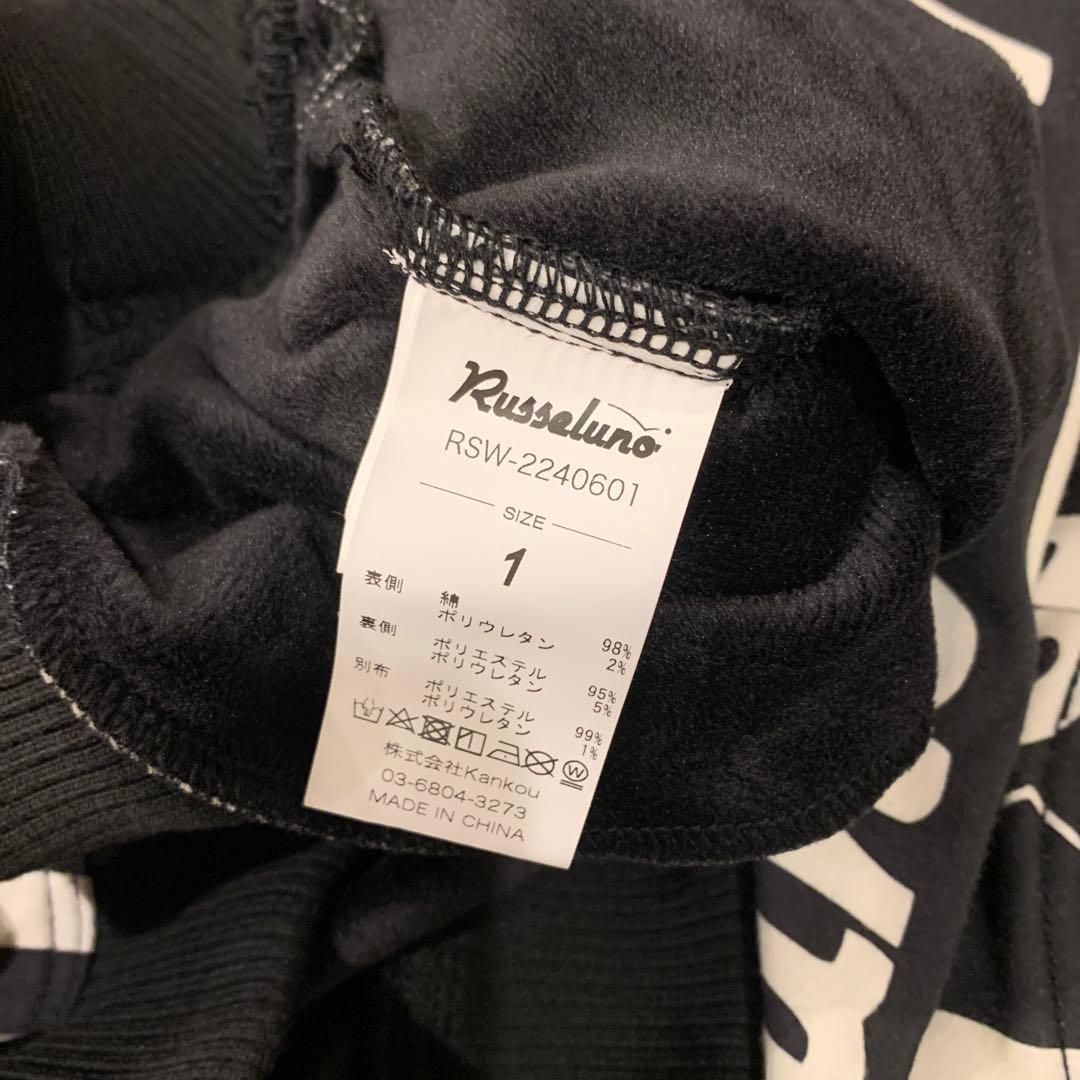 Russeluno
RSW-2240601
SIZE
1
表側 綿 98%
ポリウレタン 2%
裏側 ポリエステル 95%
ポリウレタン 5%
別布 ポリエステル 99%
ポリウレタン 1%
W
株式会社Kankou
03-6804-3273
MADE IN CHINA